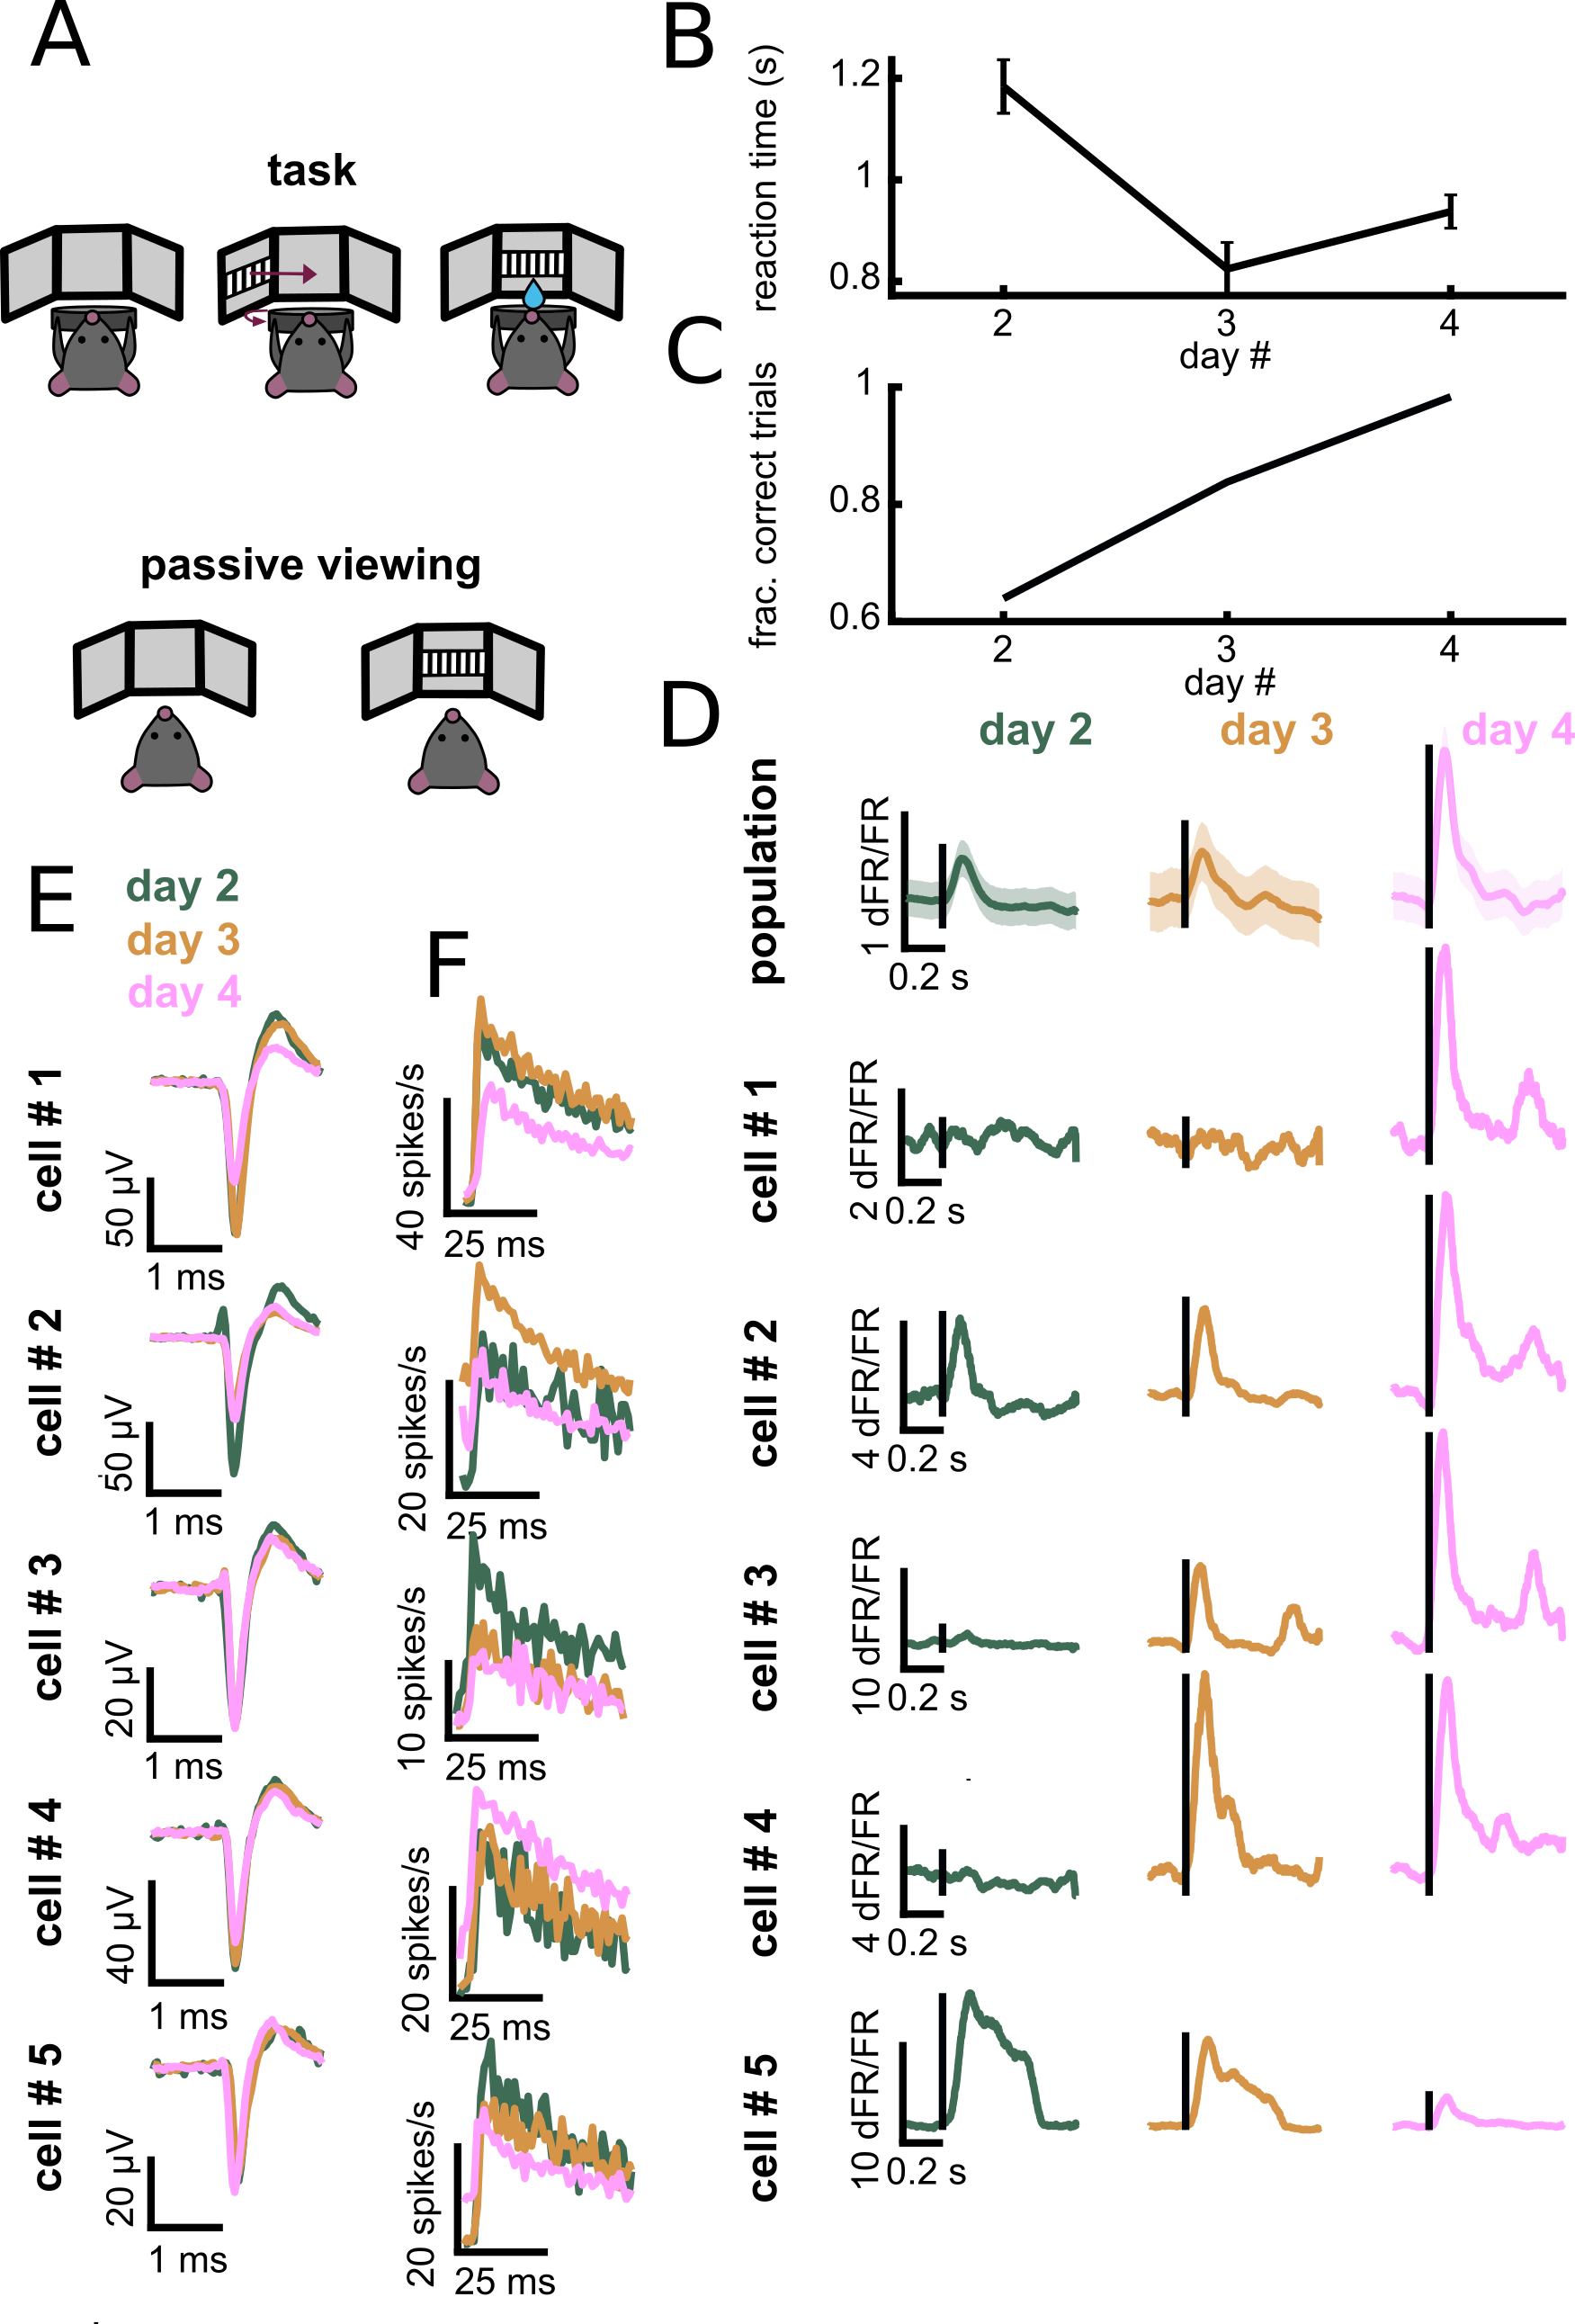 A
task
passive viewing
B
reaction time (s)
1.2
1
0.8
2 3 4
day #
C
frac. correct trials
1
0.8
0.6
2 3 4
day #
D
day 2 day 3 day 4
population
1 dFR/FR
0.2 s
cell # 1
2 dFR/FR
0.2 s
cell # 2
4 dFR/FR
0.2 s
cell # 3
10 dFR/FR
0.2 s
cell # 4
4 dFR/FR
0.2 s
cell # 5
10 dFR/FR
0.2 s
E
day 2
day 3
day 4
cell # 1
50 µV
1 ms
cell # 2
50 µV
1 ms
cell # 3
20 µV
1 ms
cell # 4
40 µV
1 ms
cell # 5
20 µV
1 ms
F
40 spikes/s
25 ms
20 spikes/s
25 ms
10 spikes/s
25 ms
20 spikes/s
25 ms
20 spikes/s
25 ms